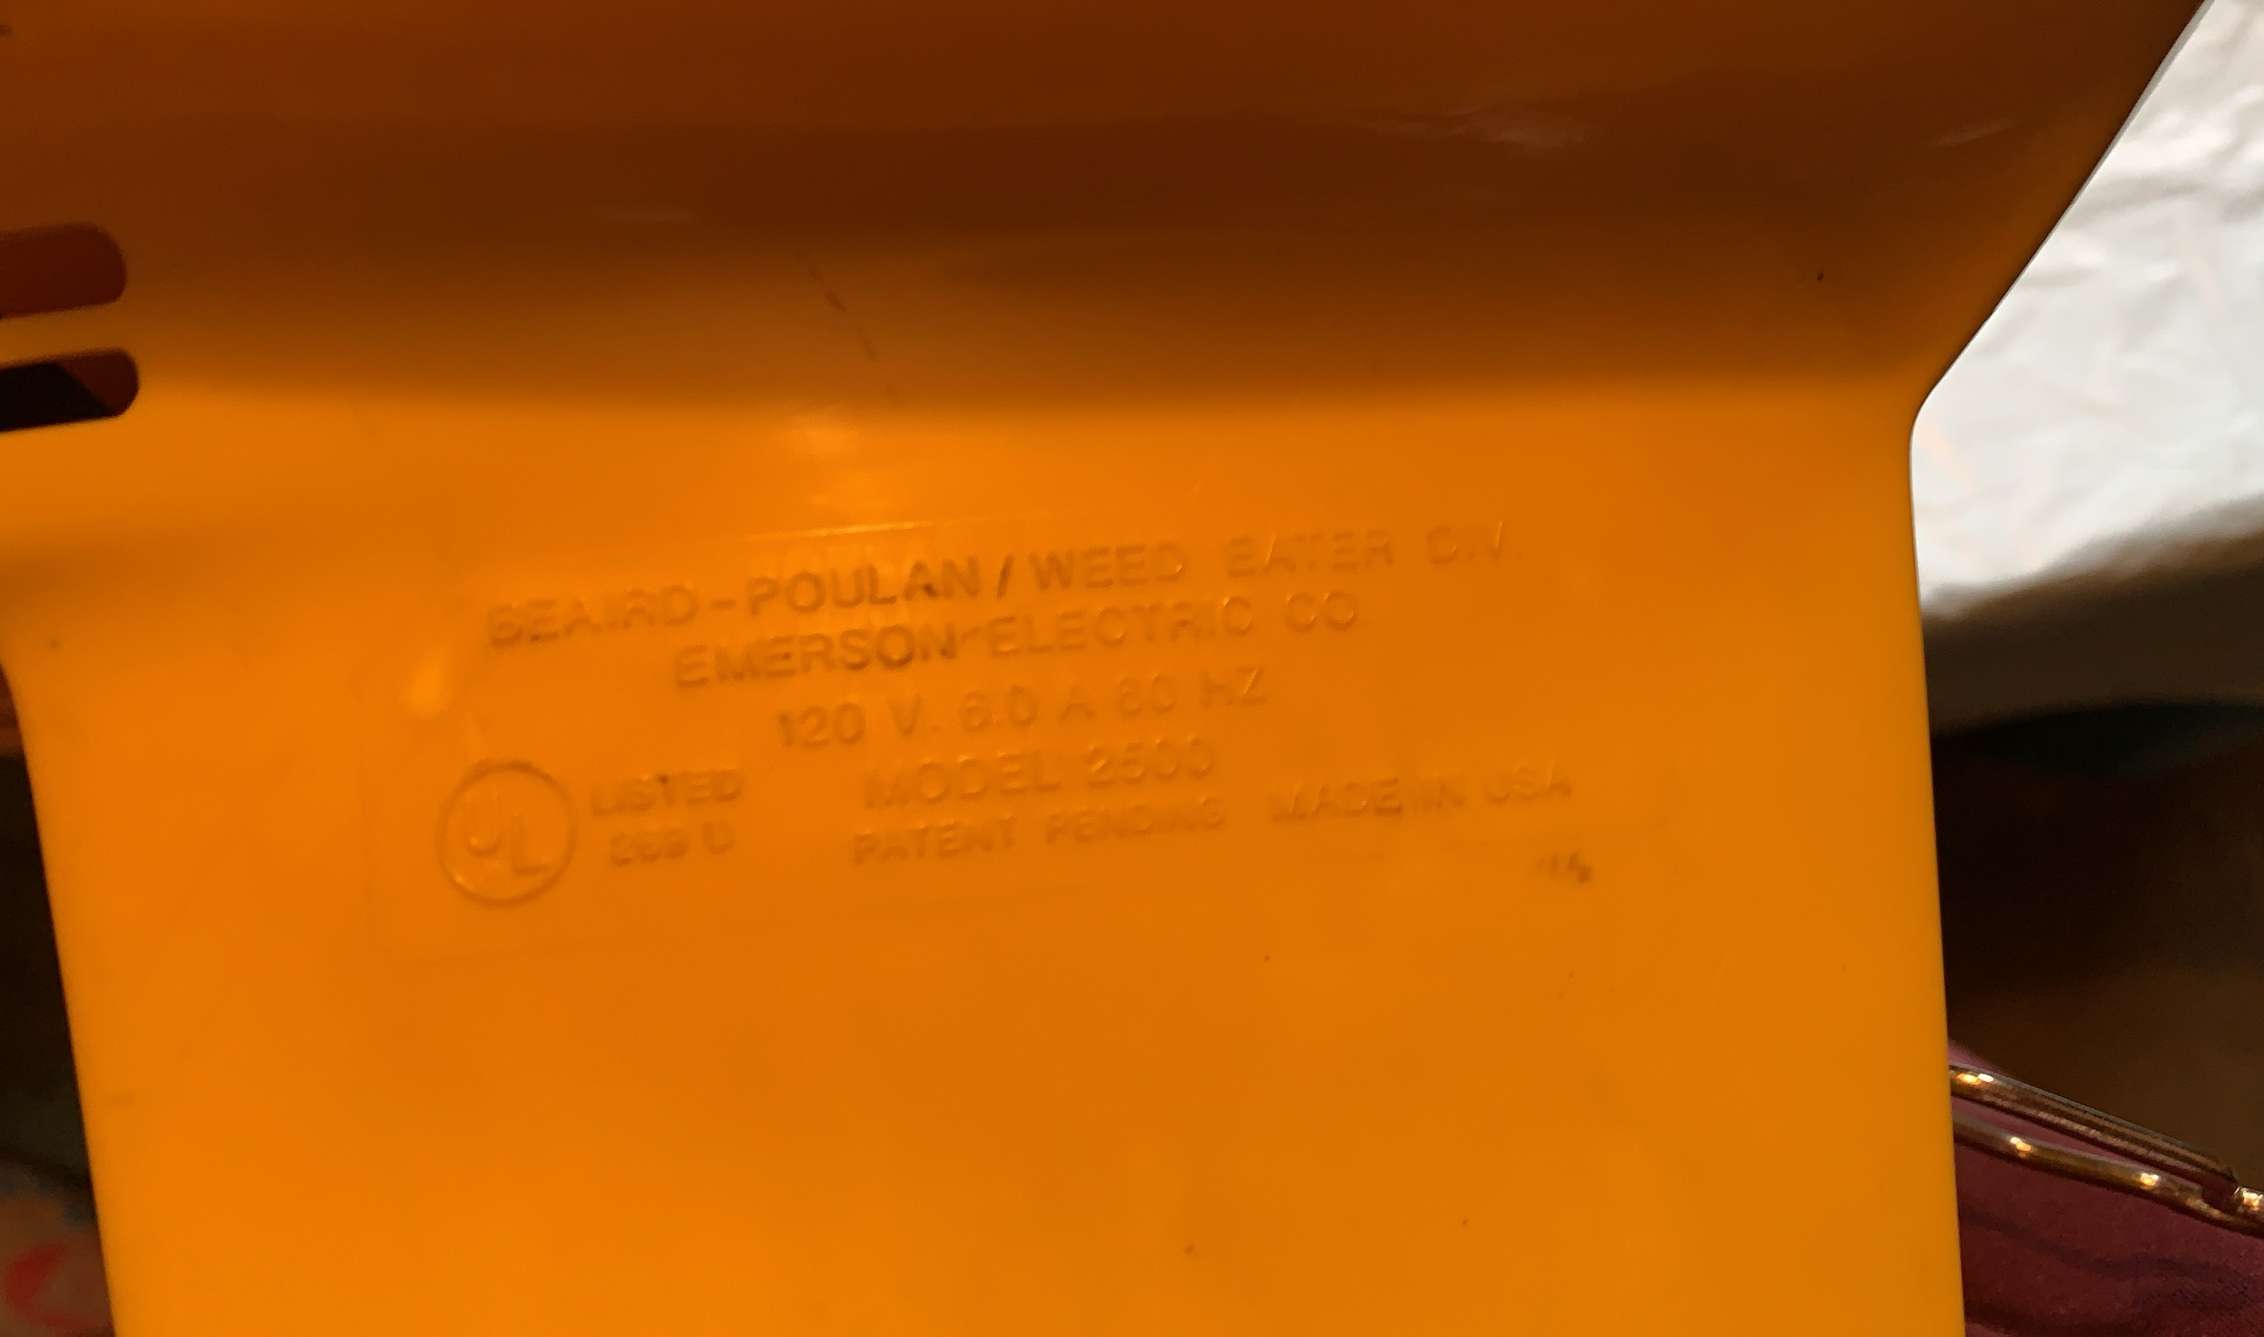 BEAIRD-POULAN/WEED EATER DIV.
EMERSON ELECTRIC CO.
120 V. 6.0 A 60 HZ
MODEL 2500
UL LISTED
PATENT PENDING MADE IN USA